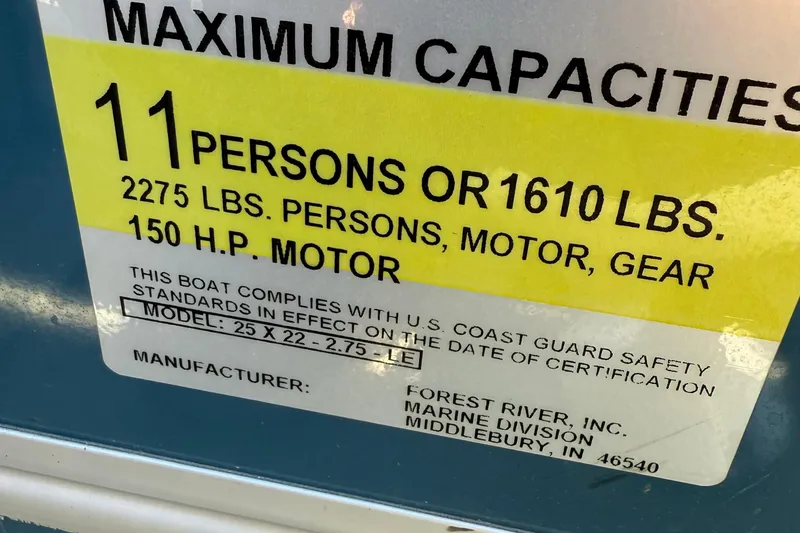 MAXIMUM CAPACITIES
11 PERSONS OR 1610 LBS.
2275 LBS. PERSONS, MOTOR, GEAR
150 H.P. MOTOR
THIS BOAT COMPLIES WITH U.S. COAST GUARD SAFETY
STANDARDS IN EFFECT ON THE DATE OF CERTIFICATION
MODEL: 25 X 22 - 2.75 - LE
MANUFACTURER:
FOREST RIVER, INC.
MARINE DIVISION
MIDDLEBURY, IN 46540